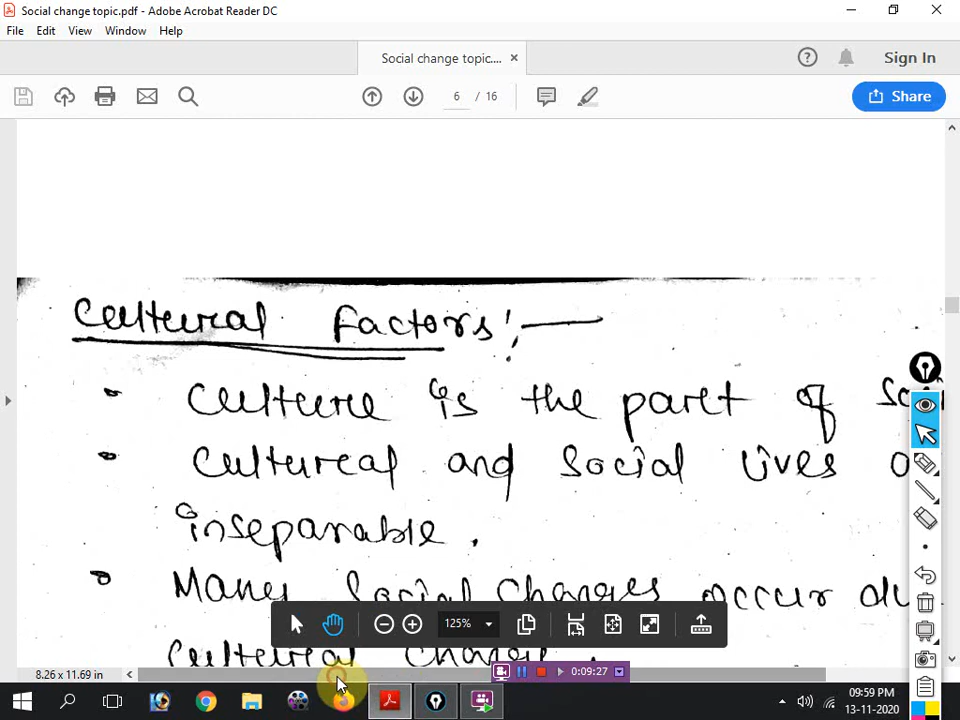 Social change topic.pdf - Adobe Acrobat Reader DC
File Edit View Window Help
Social change topic.... ×
Sign In
6 / 16
Share
Cultural Factors:—
Culture is the part of
Cultural and Social lives
inseparable.
Many Social Changes occur
Cultural Change.
125%
8.26 x 11.69 in
0:09:27
09:59 PM
13-11-2020